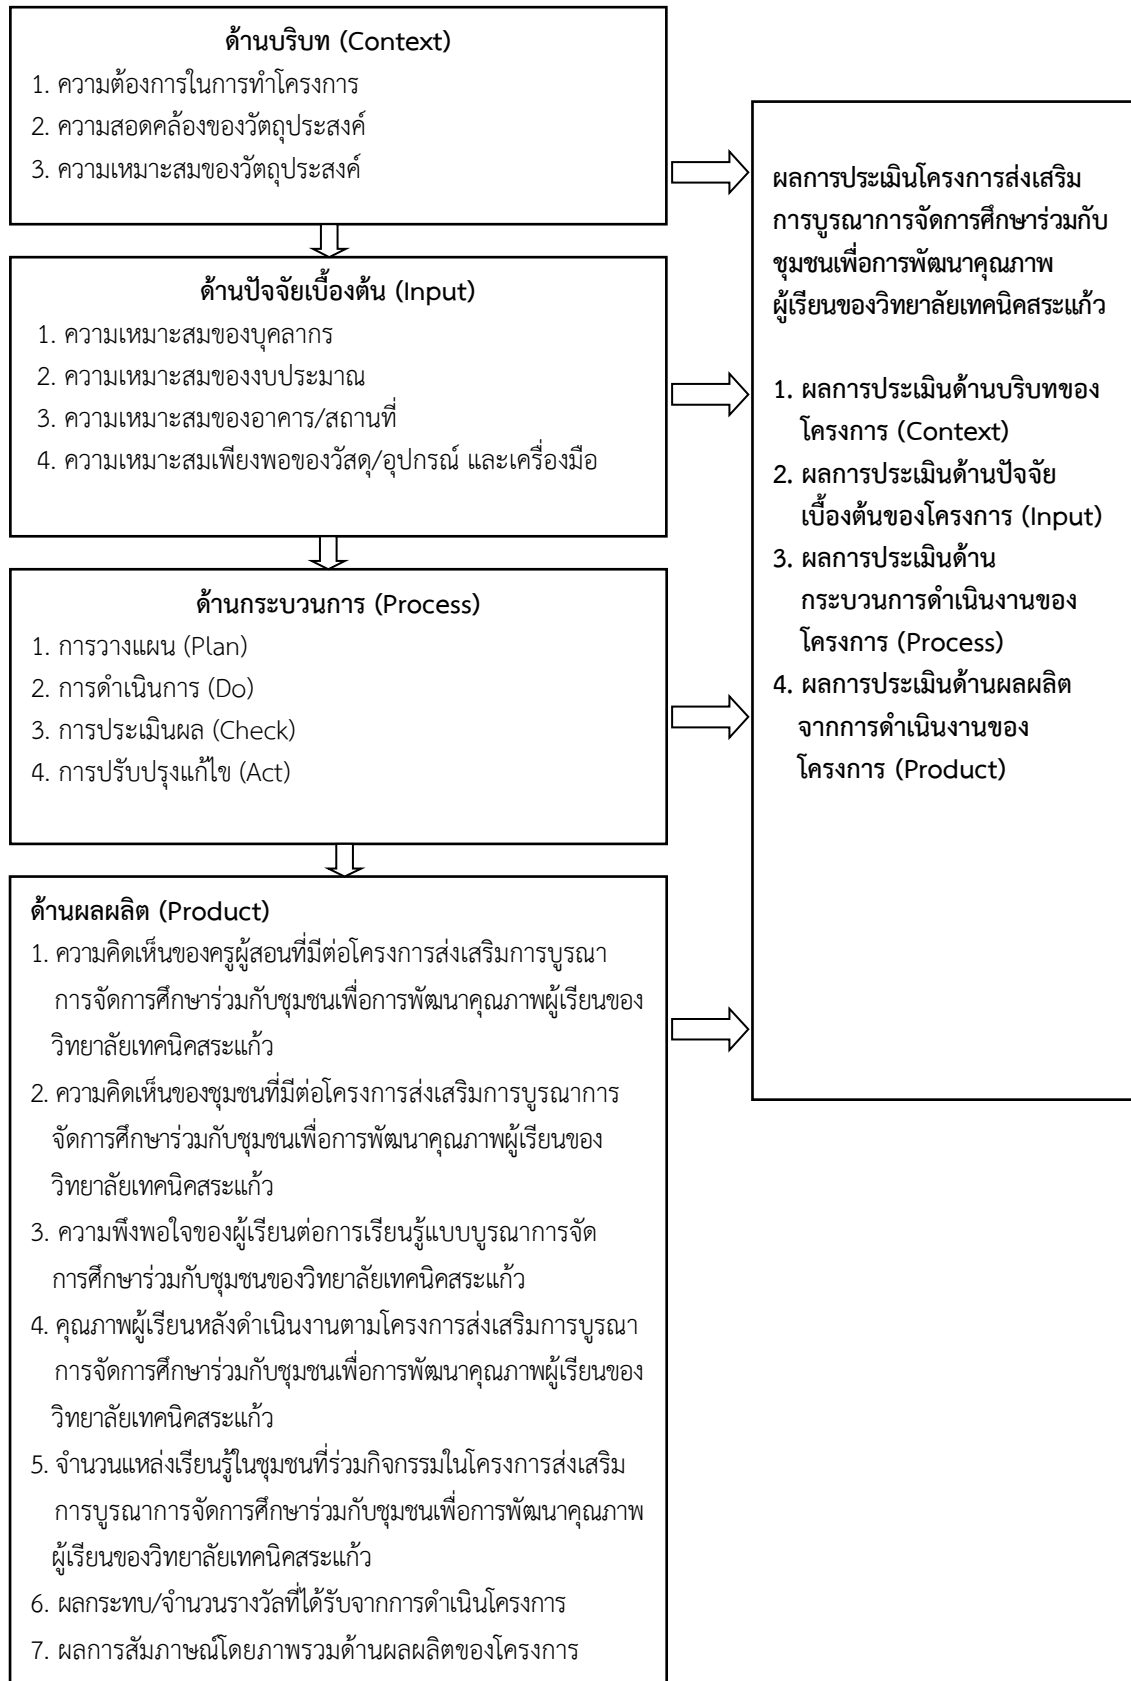 ด้านบริบท (Context)
1. ความต้องการในการทำโครงการ
2. ความสอดคล้องของวัตถุประสงค์
3. ความเหมาะสมของวัตถุประสงค์
ด้านปัจจัยเบื้องต้น (Input)
1. ความเหมาะสมของบุคลากร
2. ความเหมาะสมของงบประมาณ
3. ความเหมาะสมของอาคาร/สถานที่
4. ความเหมาะสมเพียงพอของวัสดุ/อุปกรณ์ และเครื่องมือ
ด้านกระบวนการ (Process)
1. การวางแผน (Plan)
2. การดำเนินการ (Do)
3. การประเมินผล (Check)
4. การปรับปรุงแก้ไข (Act)
ด้านผลผลิต (Product)
1. ความคิดเห็นของครูผู้สอนที่มีต่อโครงการส่งเสริมการบูรณา
การจัดการศึกษาร่วมกับชุมชนเพื่อการพัฒนาคุณภาพผู้เรียนของ
วิทยาลัยเทคนิคสระแก้ว
2. ความคิดเห็นของชุมชนที่มีต่อโครงการส่งเสริมการบูรณาการ
จัดการศึกษาร่วมกับชุมชนเพื่อการพัฒนาคุณภาพผู้เรียนของ
วิทยาลัยเทคนิคสระแก้ว
3. ความพึงพอใจของผู้เรียนต่อการเรียนรู้แบบบูรณาการจัด
การศึกษาร่วมกับชุมชนของวิทยาลัยเทคนิคสระแก้ว
4. คุณภาพผู้เรียนหลังดำเนินงานตามโครงการส่งเสริมการบูรณา
การจัดการศึกษาร่วมกับชุมชนเพื่อการพัฒนาคุณภาพผู้เรียนของ
วิทยาลัยเทคนิคสระแก้ว
5. จำนวนแหล่งเรียนรู้ในชุมชนที่ร่วมกิจกรรมในโครงการส่งเสริม
การบูรณาการจัดการศึกษาร่วมกับชุมชนเพื่อการพัฒนาคุณภาพ
ผู้เรียนของวิทยาลัยเทคนิคสระแก้ว
6. ผลกระทบ/จำนวนรางวัลที่ได้รับจากการดำเนินโครงการ
7. ผลการสัมภาษณ์โดยภาพรวมด้านผลผลิตของโครงการ
ผลการประเมินโครงการส่งเสริม
การบูรณาการจัดการศึกษาร่วมกับ
ชุมชนเพื่อการพัฒนาคุณภาพ
ผู้เรียนของวิทยาลัยเทคนิคสระแก้ว
1. ผลการประเมินด้านบริบทของ
โครงการ (Context)
2. ผลการประเมินด้านปัจจัย
เบื้องต้นของโครงการ (Input)
3. ผลการประเมินด้าน
กระบวนการดำเนินงานของ
โครงการ (Process)
4. ผลการประเมินด้านผลผลิต
จากการดำเนินงานของ
โครงการ (Product)